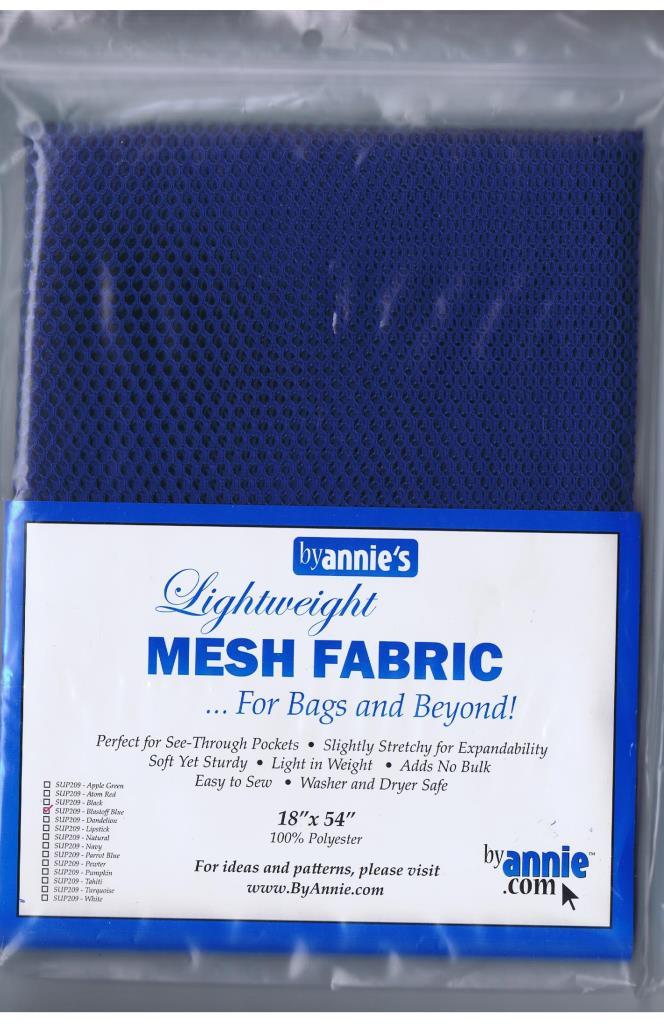 byannie's
Lightweight
MESH FABRIC
... For Bags and Beyond!
Perfect for See-Through Pockets • Slightly Stretchy for Expandability
Soft Yet Sturdy • Light in Weight • Adds No Bulk
Easy to Sew • Washer and Dryer Safe
18"x 54"
100% Polyester
For ideas and patterns, please visit
www.ByAnnie.com
SUP209 - Apple Green
SUP209 - Atom Red
SUP209 - Black
SUP209 - Blastoff Blue
SUP209 - Dandelion
SUP209 - Lipstick
SUP209 - Natural
SUP209 - Navy
SUP209 - Parrot Blue
SUP209 - Pewter
SUP209 - Pumpkin
SUP209 - Tahiti
SUP209 - Turquoise
SUP209 - White
byannie™
.com